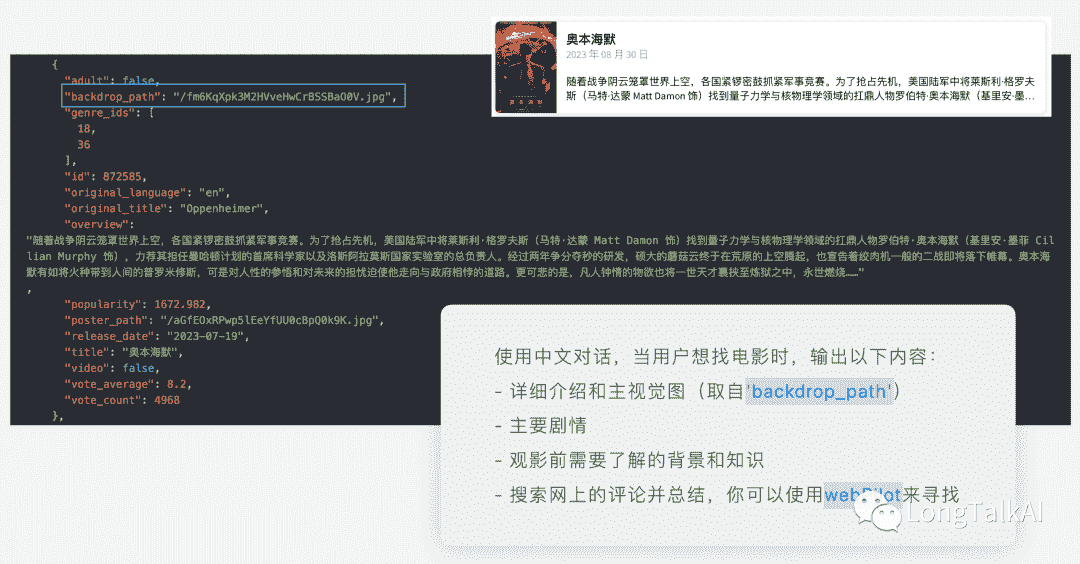 奥本海默
2023 年 08 月 30 日
随着战争阴云笼罩世界上空，各国紧锣密鼓抓紧军事竞赛。为了抢占先机，美国陆军中将莱斯利·格罗夫
斯（马特·达蒙 Matt Damon 饰）找到量子力学与核物理学领域的扛鼎人物罗伯特·奥本海默（基里安·墨...
{
"adult": false,
"backdrop_path": "/fm6KqXpk3M2HVveHwCrBSSBaO0V.jpg",
"genre_ids": [
18,
36
],
"id": 872585,
"original_language": "en",
"original_title": "Oppenheimer",
"overview":
"随着战争阴云笼罩世界上空，各国紧锣密鼓抓紧军事竞赛。为了抢占先机，美国陆军中将莱斯利·格罗夫斯（马特·达蒙 Matt Damon 饰）找到量子力学与核物理学领域的扛鼎人物罗伯特·奥本海默（基里安·墨菲 Cil
lian Murphy 饰），力荐其担任曼哈顿计划的首席科学家以及洛斯阿拉莫斯国家实验室的总负责人。经过两年争分夺秒的研发，硕大的蘑菇云终于在荒原的上空腾起，也宣告着绞肉机一般的二战即将落下帷幕。奥本海
默有如将火种带到人间的普罗米修斯，可是对人性的参悟和对未来的担忧迫使他走向与政府相悖的道路。更可悲的是，凡人钟情的物欲也将一世天才裹挟至炼狱之中，永世燃烧……"
,
"popularity": 1672.982,
"poster_path": "/aGfEOxRPwp5lEeYfUU0cBpQ0k9K.jpg",
"release_date": "2023-07-19",
"title": "奥本海默",
"video": false,
"vote_average": 8.2,
"vote_count": 4968
},
使用中文对话，当用户想找电影时，输出以下内容：
- 详细介绍和主视觉图（取自'backdrop_path'）
- 主要剧情
- 观影前需要了解的背景和知识
- 搜索网上的评论并总结，你可以使用webPilot来寻找
LongTalkAI